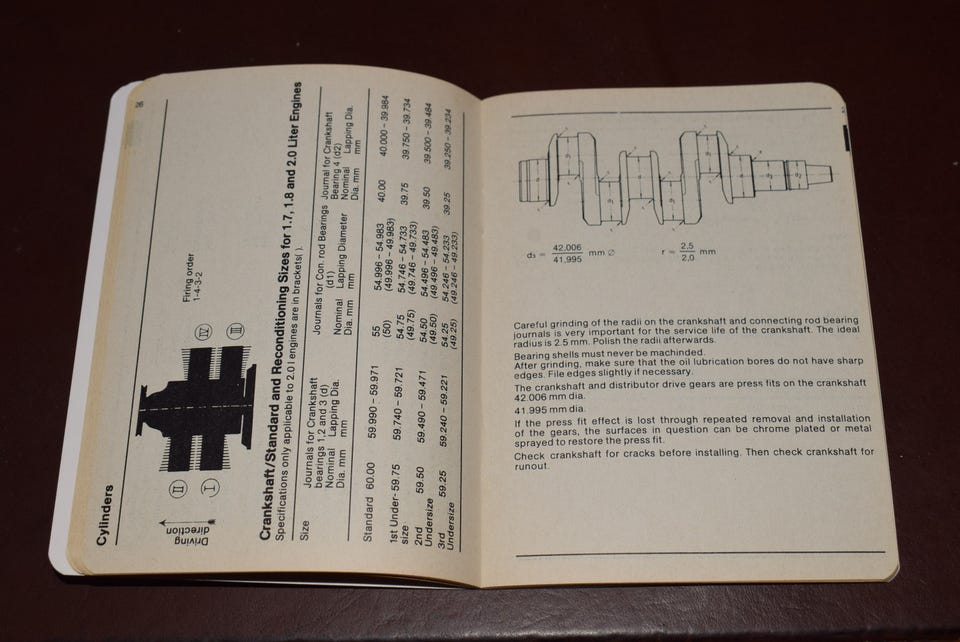 26
Cylinders
Driving
direction
II
I
IV
III
Firing order
1-4-3-2
Crankshaft/Standard and Reconditioning Sizes for 1.7, 1.8 and 2.0 Liter Engines
Specifications only applicable to 2.0 l engines are in brackets( ).
Size Journals for Crankshaft bearings 1,2 and 3 (d) Journals for Con. rod Bearings (d1) Journal for Crankshaft Bearing 4 (d2)
Nominal Dia. mm Lapping Dia. mm Nominal Dia. mm Lapping Diameter mm Nominal Dia. mm Lapping Dia. mm
Standard 60.00 59.990 – 59.971 55 54.996 – 54.983 40.00 40.000 – 39.984
(50) (49.996 – 49.983)
1st Under- 59.75 59.740 – 59.721 54.75 54.746 – 54.733 39.75 39.750 – 39.734
size (49.75) (49.746 – 49.733)
2nd 59.50 59.490 – 59.471 54.50 54.496 – 54.483 39.50 39.500 – 39.484
Undersize (49.50) (49.496 – 49.483)
3rd 59.25 59.240 – 59.221 54.25 54.246 – 54.233 39.25 39.250 – 39.234
Undersize (49.25) (49.246 – 49.233)
d₃ = 42.006 / 41.995 mm ∅ r = 2.5 / 2.0 mm
Careful grinding of the radii on the crankshaft and connecting rod bearing
journals is very important for the service life of the crankshaft. The ideal
radius is 2.5 mm. Polish the radii afterwards.
Bearing shells must never be machinded.
After grinding, make sure that the oil lubrication bores do not have sharp
edges. File edges slightly if necessary.
The crankshaft and distributor drive gears are press fits on the crankshaft
42.006 mm dia.
41.995 mm dia.
If the press fit effect is lost through repeated removal and installation
of the gears, the surfaces in question can be chrome plated or metal
sprayed to restore the press fit.
Check crankshaft for cracks before installing. Then check crankshaft for
runout.